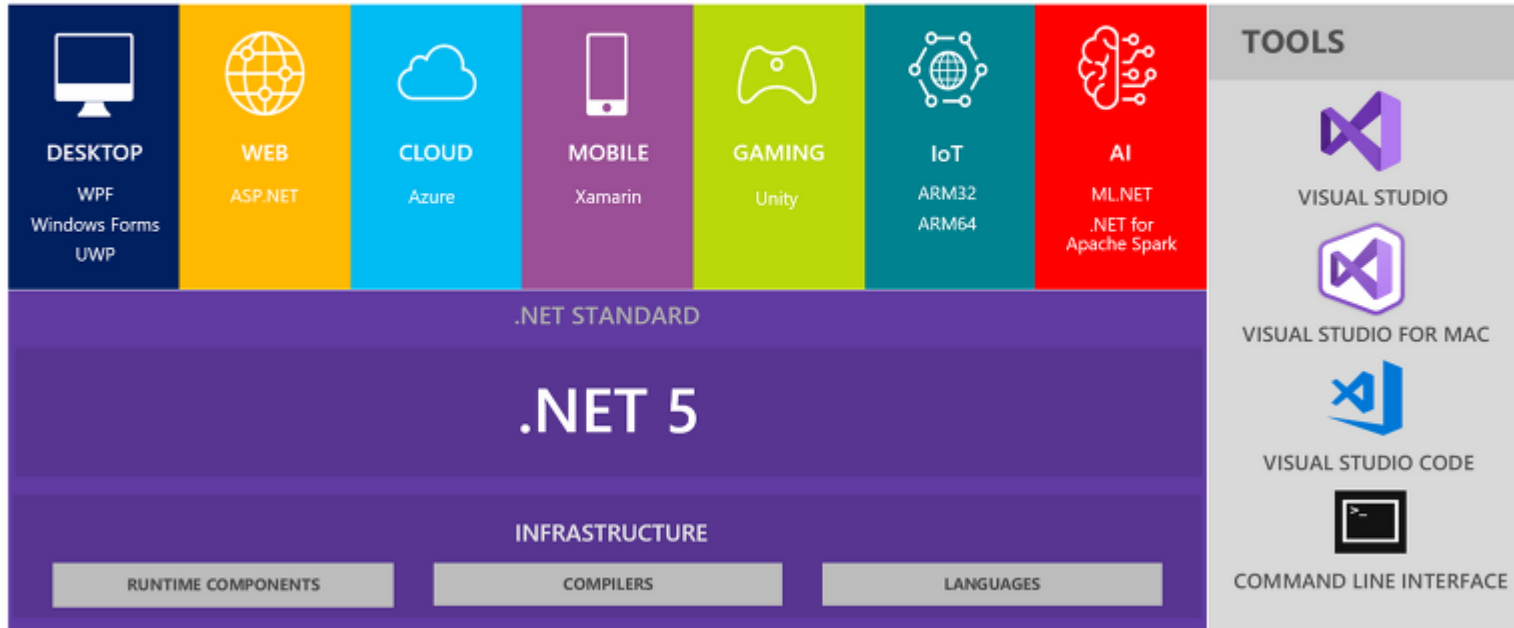 DESKTOP
WPF
Windows Forms
UWP
WEB
ASP.NET
CLOUD
Azure
MOBILE
Xamarin
GAMING
Unity
IoT
ARM32
ARM64
AI
ML.NET
.NET for
Apache Spark
.NET STANDARD
.NET 5
INFRASTRUCTURE
RUNTIME COMPONENTS
COMPILERS
LANGUAGES
TOOLS
VISUAL STUDIO
VISUAL STUDIO FOR MAC
VISUAL STUDIO CODE
>_
COMMAND LINE INTERFACE